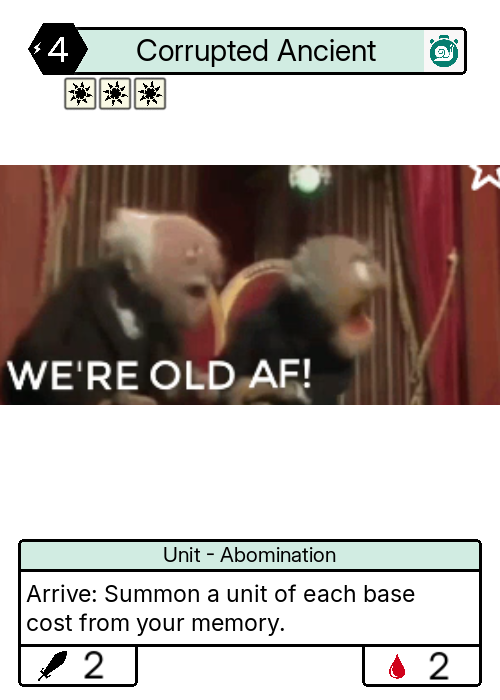 4 Corrupted Ancient
WE'RE OLD AF!
Unit - Abomination
Arrive: Summon a unit of each base
cost from your memory.
2 2